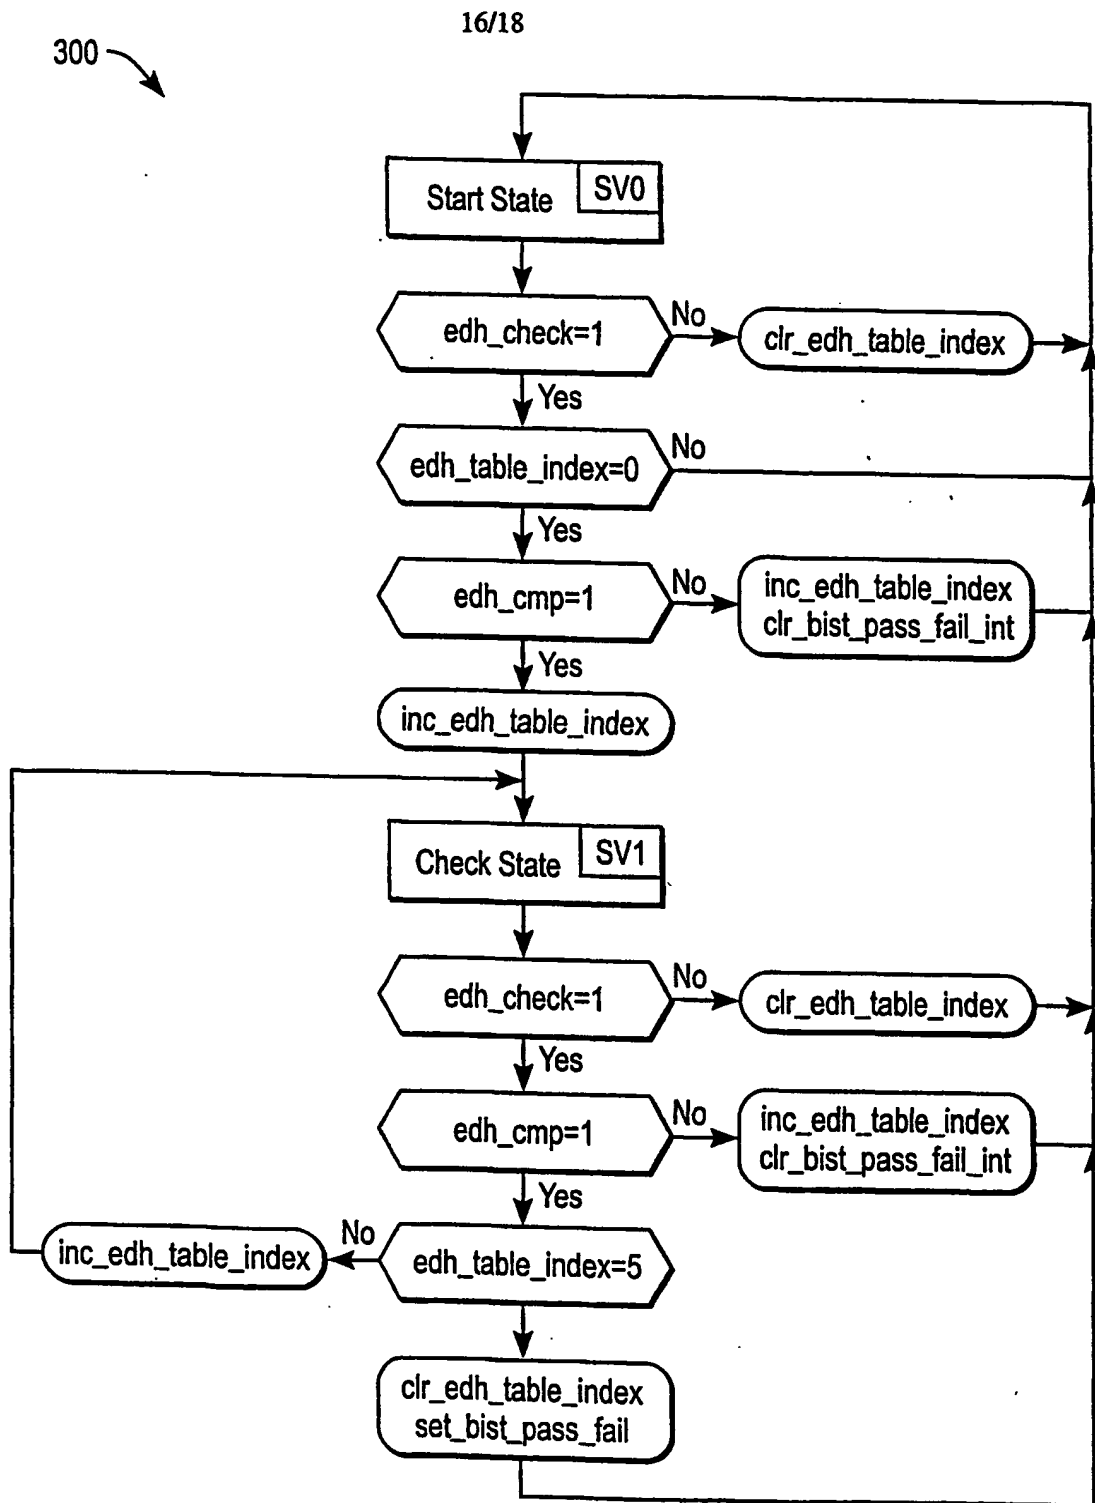 16/18
300
Start State
SV0
edh_check=1
No
clr_edh_table_index
Yes
edh_table_index=0
No
Yes
edh_cmp=1
No
inc_edh_table_index
clr_bist_pass_fail_int
Yes
inc_edh_table_index
Check State
SV1
edh_check=1
No
clr_edh_table_index
Yes
edh_cmp=1
No
inc_edh_table_index
clr_bist_pass_fail_int
Yes
inc_edh_table_index
No
edh_table_index=5
clr_edh_table_index
set_bist_pass_fail